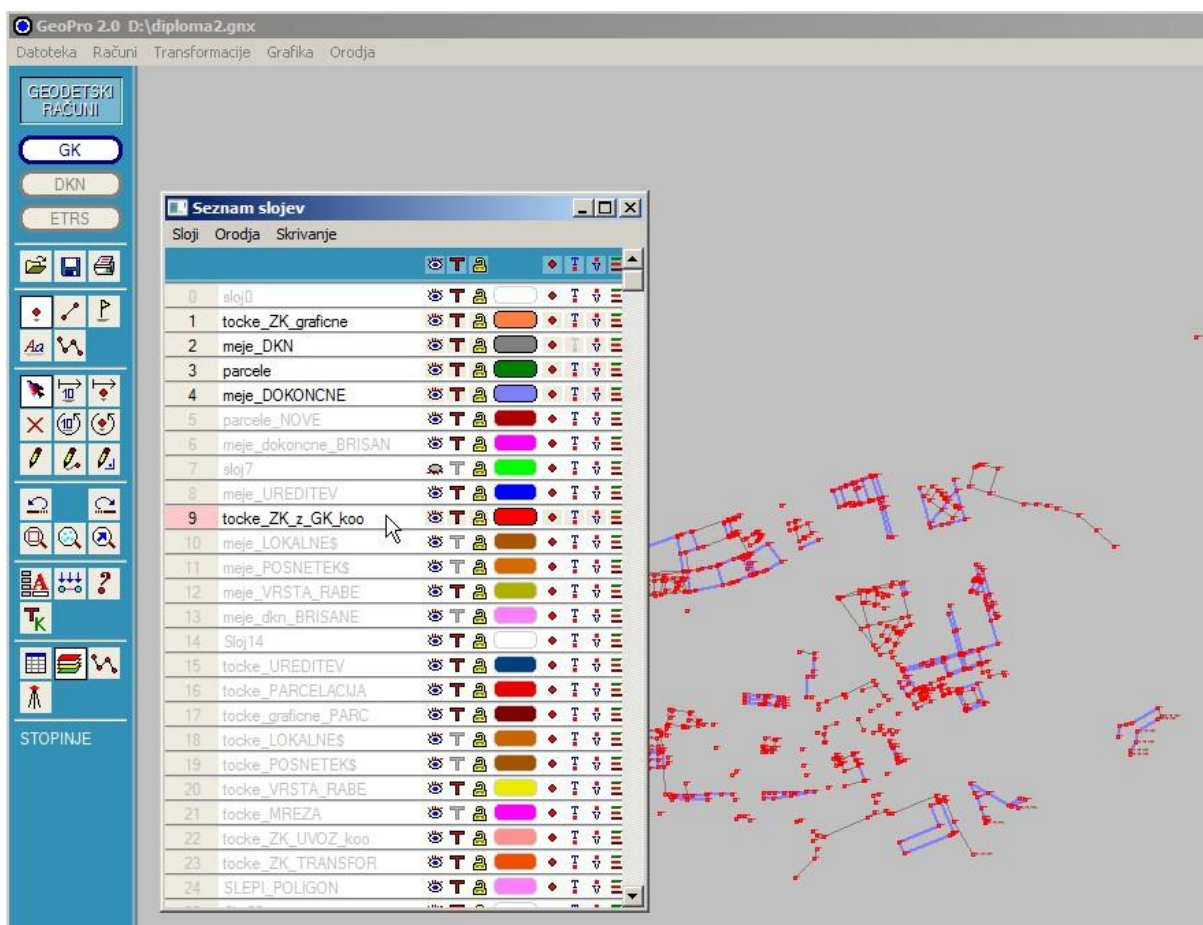 GeoPro 2.0 D:\diploma2.gnx
Datoteka Računi Transformacije Grafika Orodja
GEODETSKI
RAČUNI
GK
DKN
ETRS
STOPINJE
Seznam slojev
Sloji Orodja Skrivanje
0 sloj0
1 tocke_ZK_graficne
2 meje_DKN
3 parcele
4 meje_DOKONCNE
5 parcele_NOVE
6 meje_dokoncne_BRISAN
7 sloj7
8 meje_UREDITEV
9 tocke_ZK_z_GK_koo
10 meje_LOKALNE$
11 meje_POSNETEK$
12 meje_VRSTA_RABE
13 meje_dkn_BRISANE
14 Sloj14
15 tocke_UREDITEV
16 tocke_PARCELACIJA
17 tocke_graficne_PARC
18 tocke_LOKALNE$
19 tocke_POSNETEK$
20 tocke_VRSTA_RABE
21 tocke_MREZA
22 tocke_ZK_UVOZ_koo
23 tocke_ZK_TRANSFOR
24 SLEPI_POLIGON